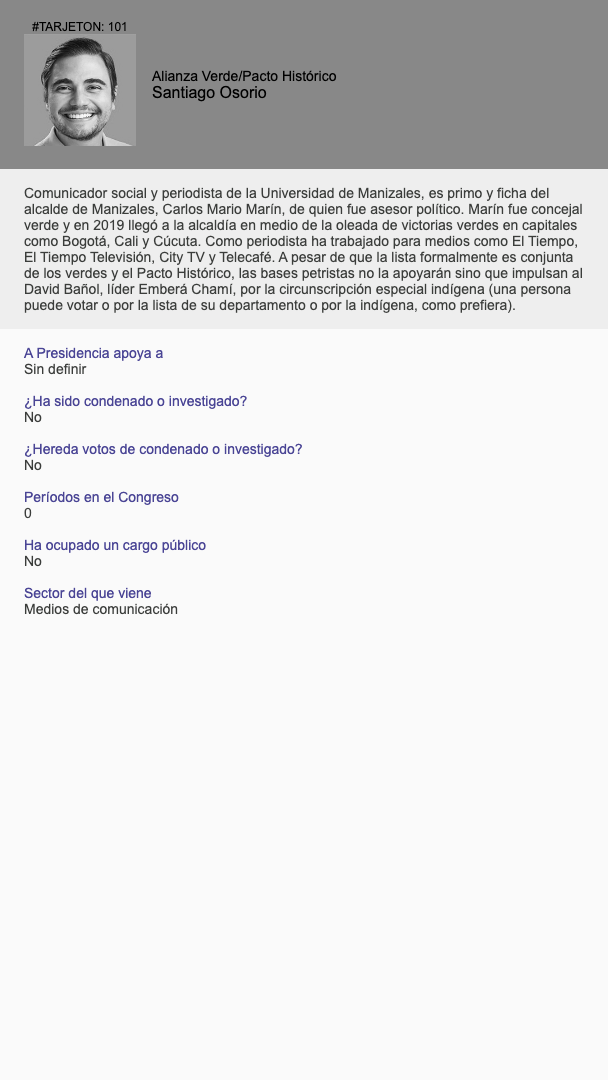 #TARJETON: 101
Alianza Verde/Pacto Histórico
Santiago Osorio
Comunicador social y periodista de la Universidad de Manizales, es primo y ficha del
alcalde de Manizales, Carlos Mario Marín, de quien fue asesor político. Marín fue concejal
verde y en 2019 llegó a la alcaldía en medio de la oleada de victorias verdes en capitales
como Bogotá, Cali y Cúcuta. Como periodista ha trabajado para medios como El Tiempo,
El Tiempo Televisión, City TV y Telecafé. A pesar de que la lista formalmente es conjunta
de los verdes y el Pacto Histórico, las bases petristas no la apoyarán sino que impulsan al
David Bañol, líder Emberá Chamí, por la circunscripción especial indígena (una persona
puede votar o por la lista de su departamento o por la indígena, como prefiera).
A Presidencia apoya a
Sin definir
¿Ha sido condenado o investigado?
No
¿Hereda votos de condenado o investigado?
No
Períodos en el Congreso
0
Ha ocupado un cargo público
No
Sector del que viene
Medios de comunicación